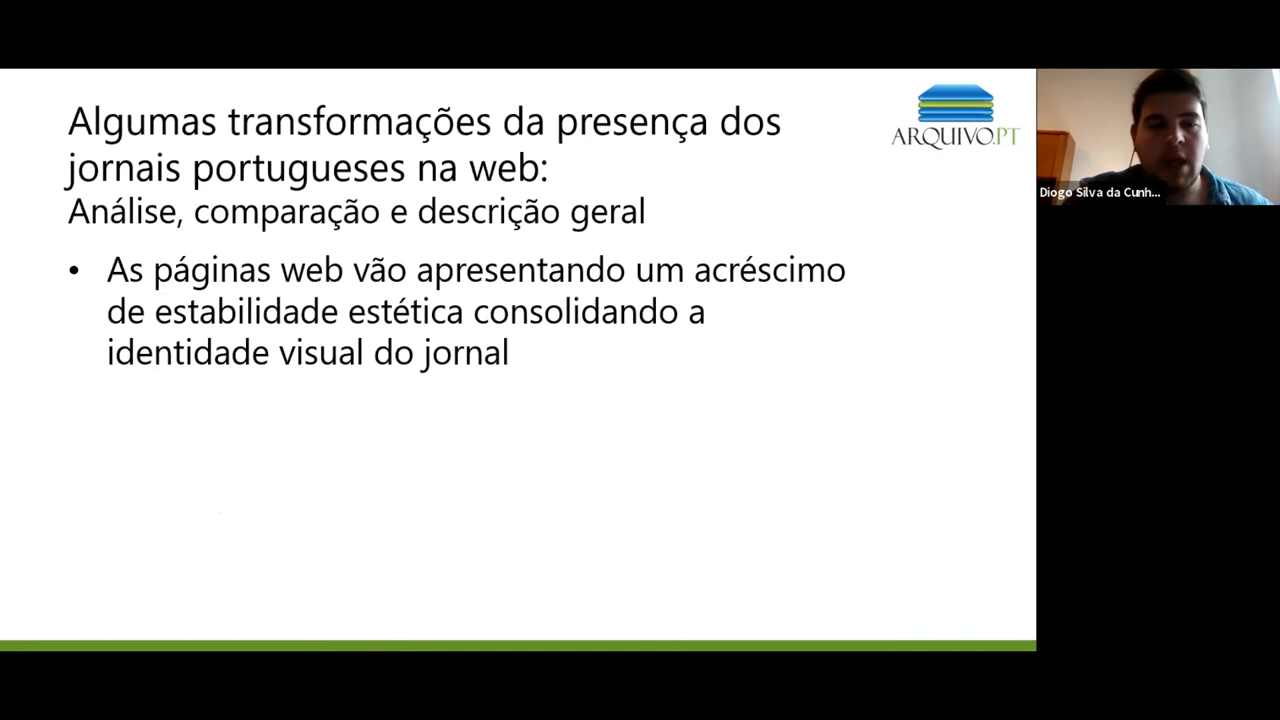 Algumas transformações da presença dos
jornais portugueses na web:
Análise, comparação e descrição geral
• As páginas web vão apresentando um acréscimo
de estabilidade estética consolidando a
identidade visual do jornal
ARQUIVO.PT
Diogo Silva da Cunh...